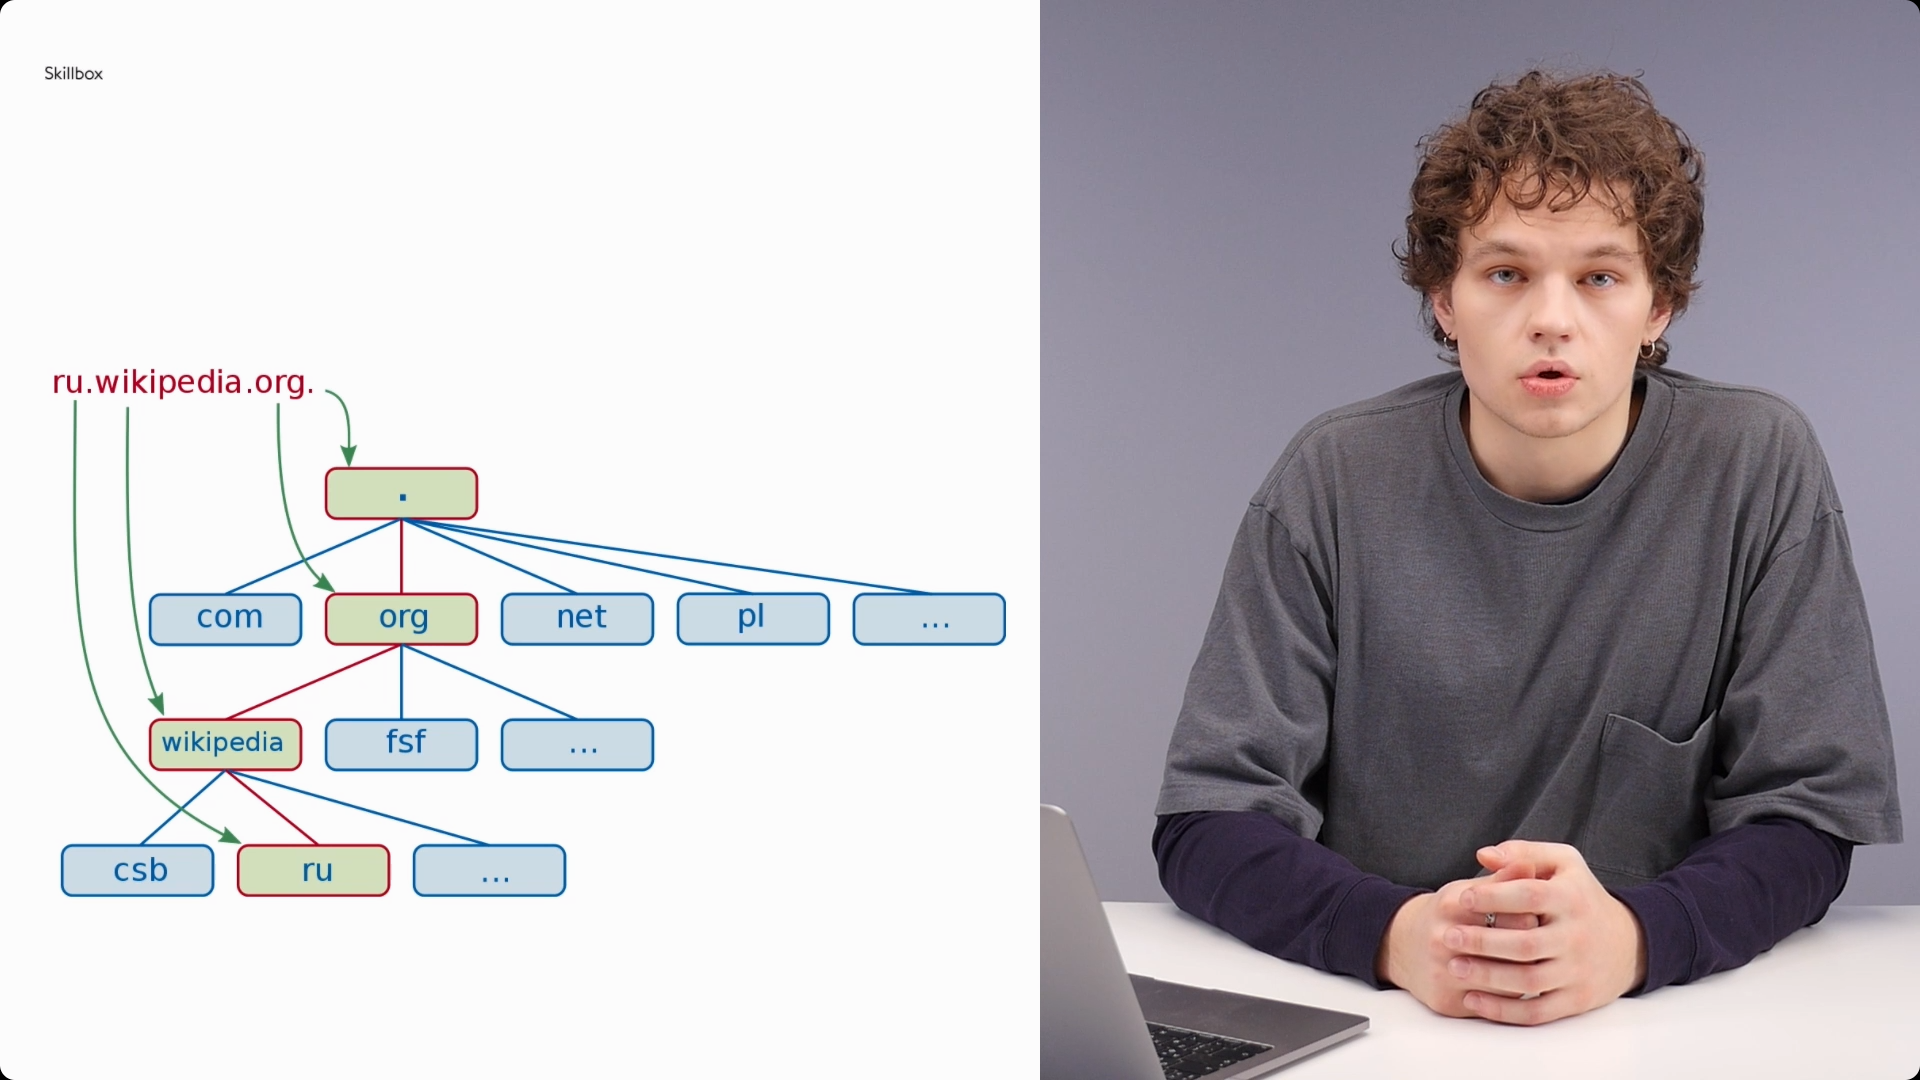 Skillbox
ru.wikipedia.org.
.
com
org
net
pl
...
wikipedia
fsf
...
csb
ru
...